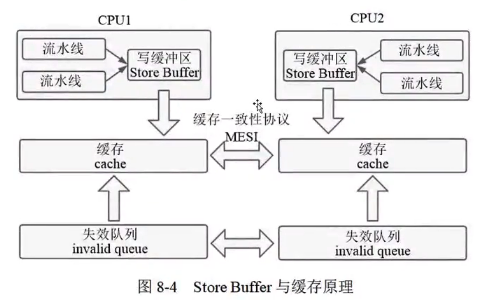 CPU1
CPU2
流水线
流水线
写缓冲区
Store Buffer
写缓冲区
Store Buffer
流水线
流水线
缓存一致性协议
MESI
缓存
cache
缓存
cache
失效队列
invalid queue
失效队列
invalid queue
图 8-4 Store Buffer 与缓存原理